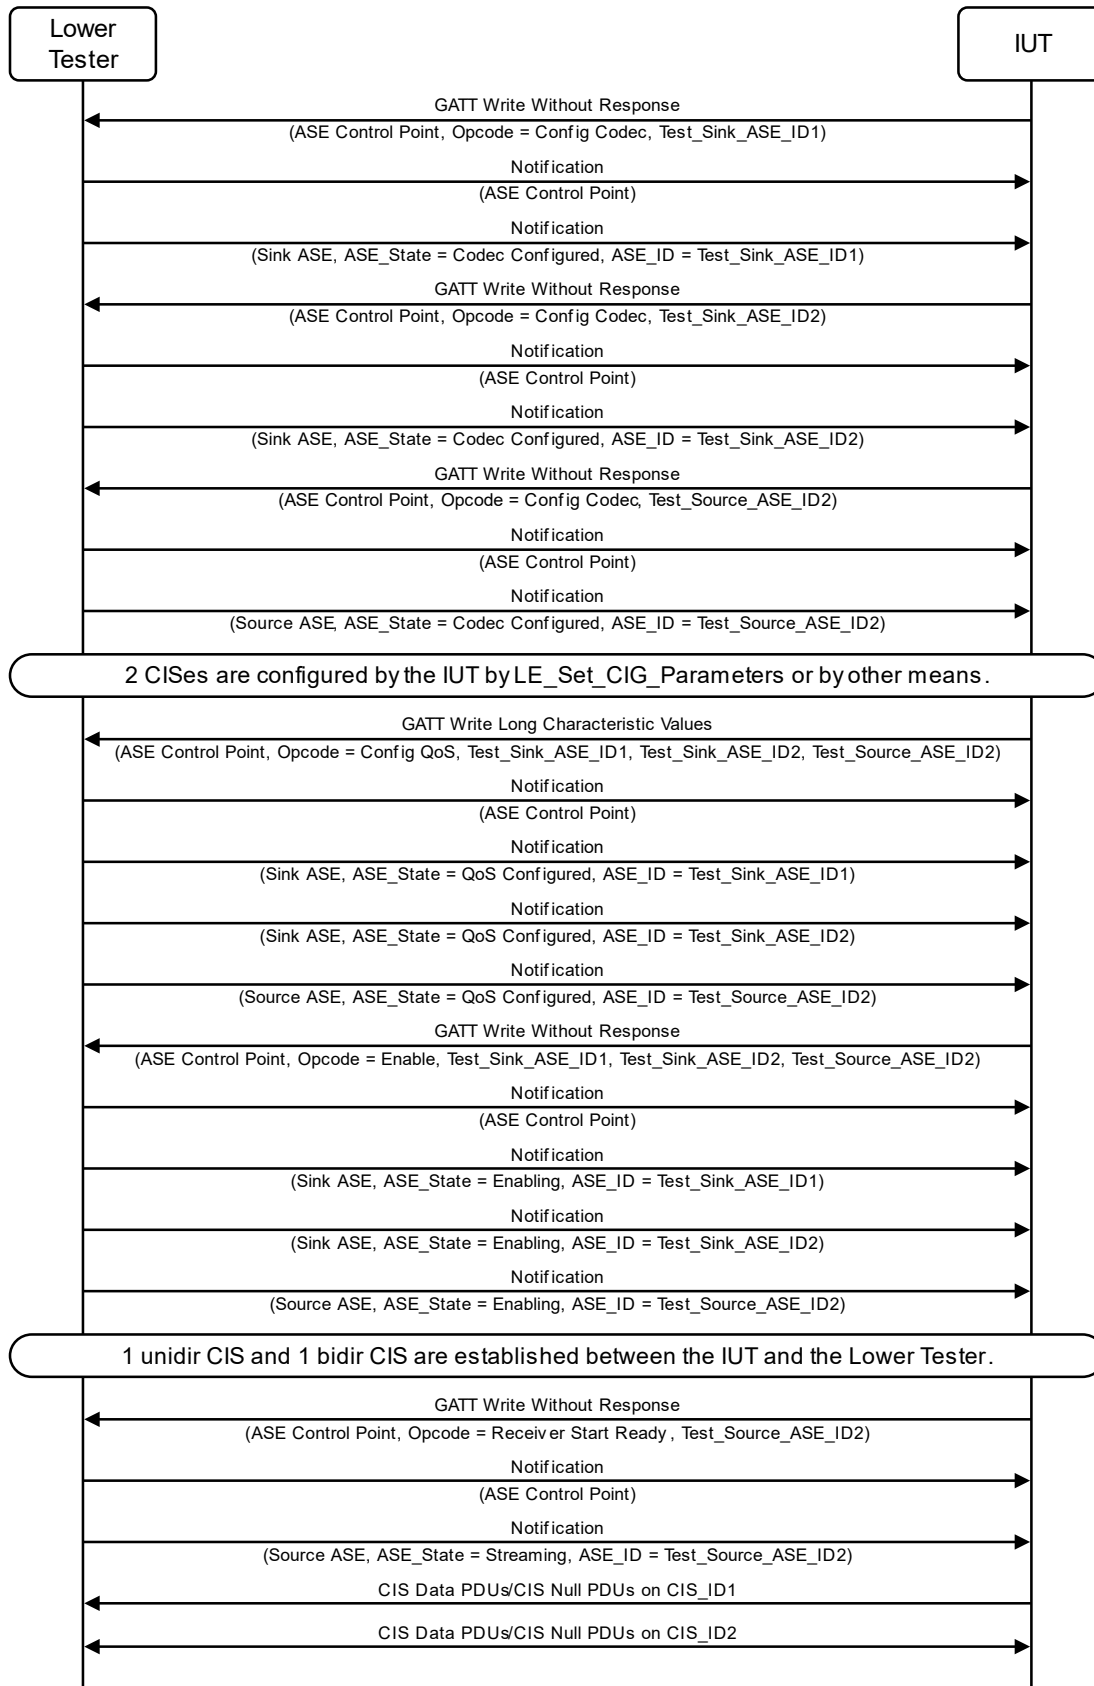 Lower
Tester
IUT
GATT Write Without Response
(ASE Control Point, Opcode = Config Codec, Test_Sink_ASE_ID1)
Notification
(ASE Control Point)
Notification
(Sink ASE, ASE_State = Codec Configured, ASE_ID = Test_Sink_ASE_ID1)
GATT Write Without Response
(ASE Control Point, Opcode = Config Codec, Test_Sink_ASE_ID2)
Notification
(ASE Control Point)
Notification
(Sink ASE, ASE_State = Codec Configured, ASE_ID = Test_Sink_ASE_ID2)
GATT Write Without Response
(ASE Control Point, Opcode = Config Codec, Test_Source_ASE_ID2)
Notification
(ASE Control Point)
Notification
(Source ASE, ASE_State = Codec Configured, ASE_ID = Test_Source_ASE_ID2)
2 CISes are configured by the IUT by LE_Set_CIG_Parameters or by other means.
GATT Write Long Characteristic Values
(ASE Control Point, Opcode = Config QoS, Test_Sink_ASE_ID1, Test_Sink_ASE_ID2, Test_Source_ASE_ID2)
Notification
(ASE Control Point)
Notification
(Sink ASE, ASE_State = QoS Configured, ASE_ID = Test_Sink_ASE_ID1)
Notification
(Sink ASE, ASE_State = QoS Configured, ASE_ID = Test_Sink_ASE_ID2)
Notification
(Source ASE, ASE_State = QoS Configured, ASE_ID = Test_Source_ASE_ID2)
GATT Write Without Response
(ASE Control Point, Opcode = Enable, Test_Sink_ASE_ID1, Test_Sink_ASE_ID2, Test_Source_ASE_ID2)
Notification
(ASE Control Point)
Notification
(Sink ASE, ASE_State = Enabling, ASE_ID = Test_Sink_ASE_ID1)
Notification
(Sink ASE, ASE_State = Enabling, ASE_ID = Test_Sink_ASE_ID2)
Notification
(Source ASE, ASE_State = Enabling, ASE_ID = Test_Source_ASE_ID2)
1 unidir CIS and 1 bidir CIS are established between the IUT and the Lower Tester.
GATT Write Without Response
(ASE Control Point, Opcode = Receiver Start Ready, Test_Source_ASE_ID2)
Notification
(ASE Control Point)
Notification
(Source ASE, ASE_State = Streaming, ASE_ID = Test_Source_ASE_ID2)
CIS Data PDUs/CIS Null PDUs on CIS_ID1
CIS Data PDUs/CIS Null PDUs on CIS_ID2